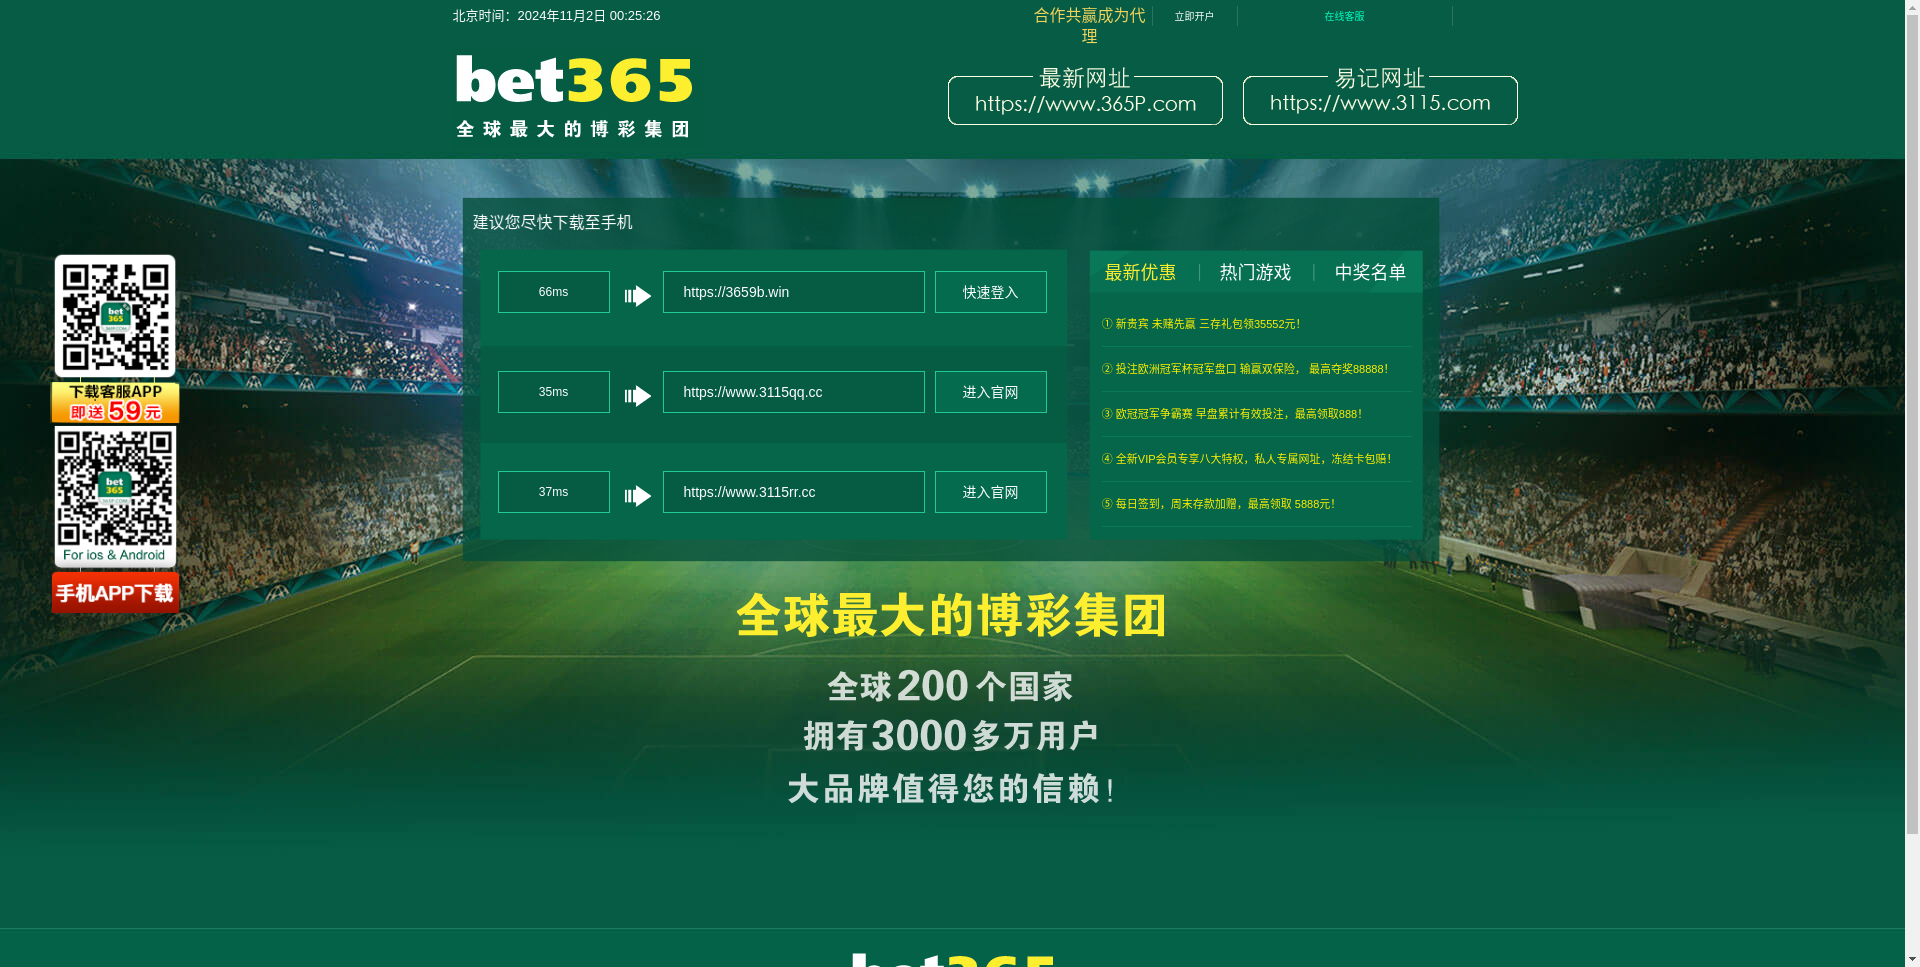 北京时间：2024年11月2日 00:25:26
合作共赢成为代
理
立即开户
在线客服
bet365
全球最大的博彩集团
最新网址
https://www.365P.com
易记网址
https://www.3115.com
建议您尽快下载至手机
66ms
https://3659b.win
快速登入
35ms
https://www.3115qq.cc
进入官网
37ms
https://www.3115rr.cc
进入官网
最新优惠
热门游戏
中奖名单
① 新贵宾 未赌先赢 三存礼包领35552元！
② 投注欧洲冠军杯冠军盘口 输赢双保险， 最高夺奖88888！
③ 欧冠冠军争霸赛 早盘累计有效投注，最高领取888！
④ 全新VIP会员专享八大特权，私人专属网址，冻结卡包赔！
⑤ 每日签到，周末存款加赠，最高领取 5888元！
bet
365
下载客服APP
即送59元
bet
365
For ios & Android
手机APP下载
全球最大的博彩集团
全球200个国家
拥有3000多万用户
大品牌值得您的信赖！
bet365